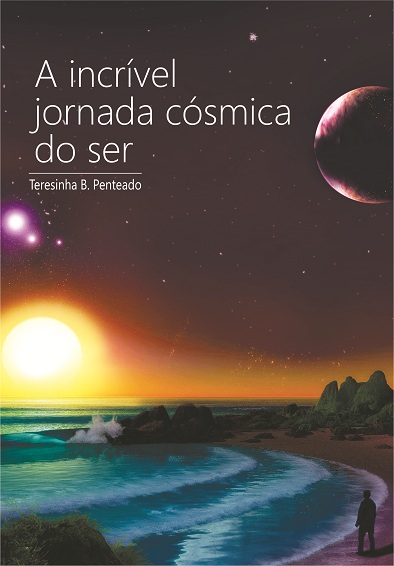 A incrível
jornada cósmica
do ser
Teresinha B. Penteado